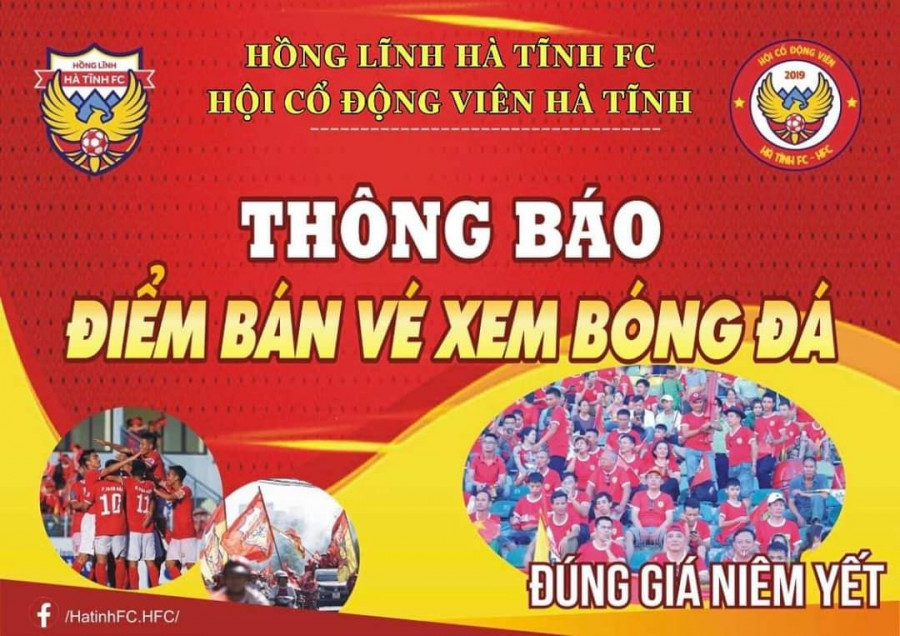 HỒNG LĨNH
HÀ TĨNH FC
HỒNG LĨNH HÀ TĨNH FC
HỘI CỔ ĐỘNG VIÊN HÀ TĨNH
HỘI CỔ ĐỘNG VIÊN
2019
HÀ TĨNH FC - HFC
THÔNG BÁO
ĐIỂM BÁN VÉ XEM BÓNG ĐÁ
10
11
ĐÚNG GIÁ NIÊM YẾT
/HatinhFC.HFC/